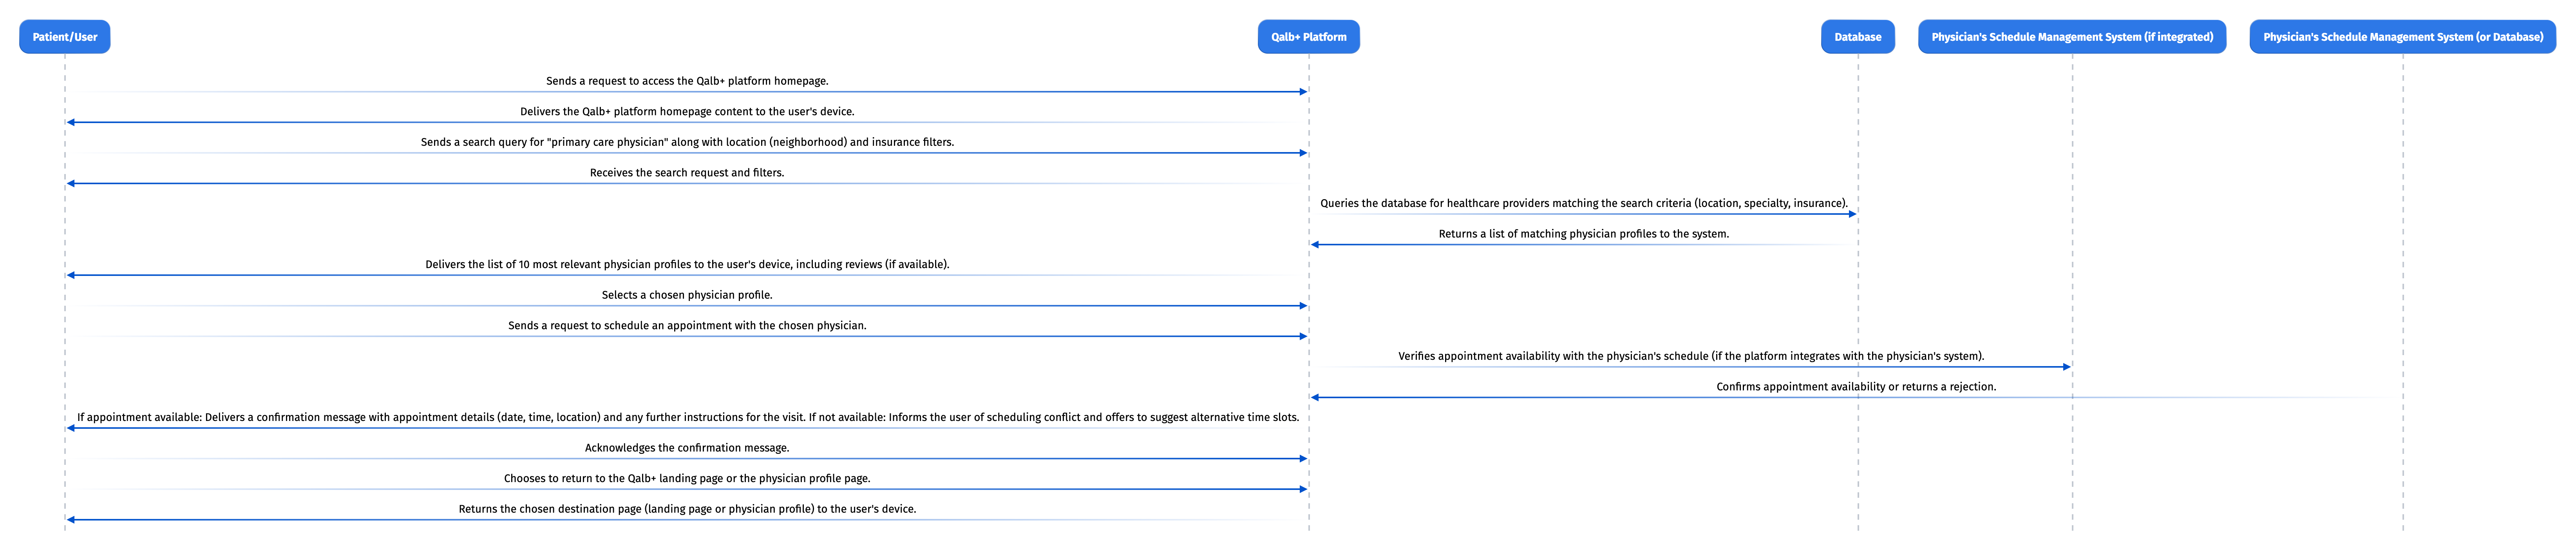 Patient/User
Qalb+ Platform
Database
Physician's Schedule Management System (if integrated)
Physician's Schedule Management System (or Database)
Sends a request to access the Qalb+ platform homepage.
Delivers the Qalb+ platform homepage content to the user's device.
Sends a search query for "primary care physician" along with location (neighborhood) and insurance filters.
Receives the search request and filters.
Queries the database for healthcare providers matching the search criteria (location, specialty, insurance).
Returns a list of matching physician profiles to the system.
Delivers the list of 10 most relevant physician profiles to the user's device, including reviews (if available).
Selects a chosen physician profile.
Sends a request to schedule an appointment with the chosen physician.
Verifies appointment availability with the physician's schedule (if the platform integrates with the physician's system).
Confirms appointment availability or returns a rejection.
If appointment available: Delivers a confirmation message with appointment details (date, time, location) and any further instructions for the visit. If not available: Informs the user of scheduling conflict and offers to suggest alternative time slots.
Acknowledges the confirmation message.
Chooses to return to the Qalb+ landing page or the physician profile page.
Returns the chosen destination page (landing page or physician profile) to the user's device.